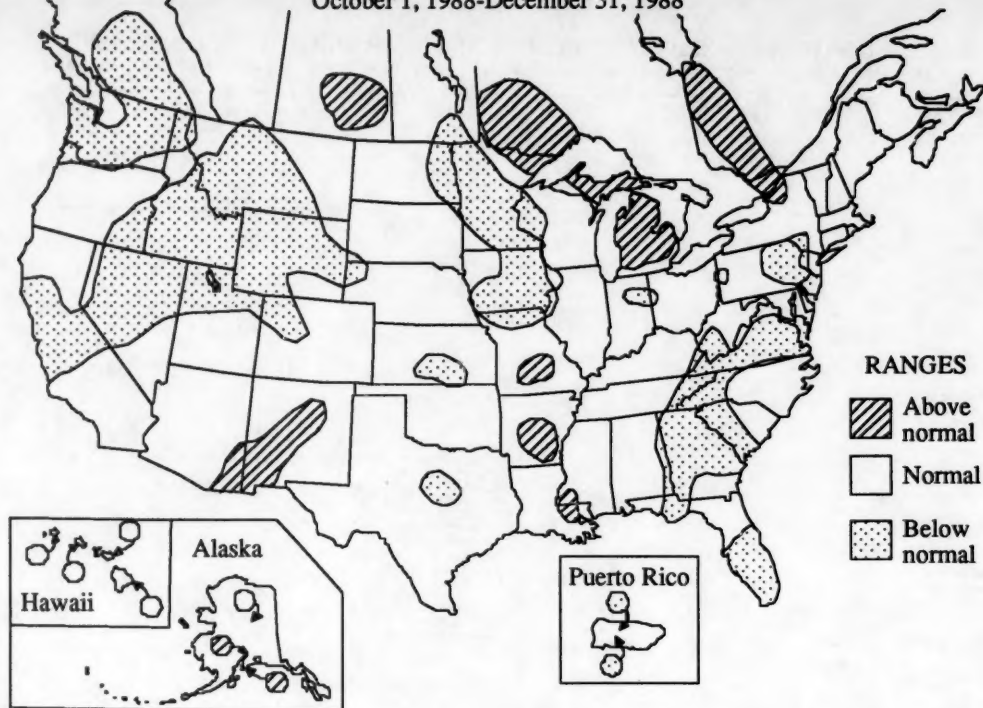 October 1, 1988-December 31, 1988
RANGES
Above
normal
Normal
Below
normal
Alaska
Hawaii
Puerto Rico